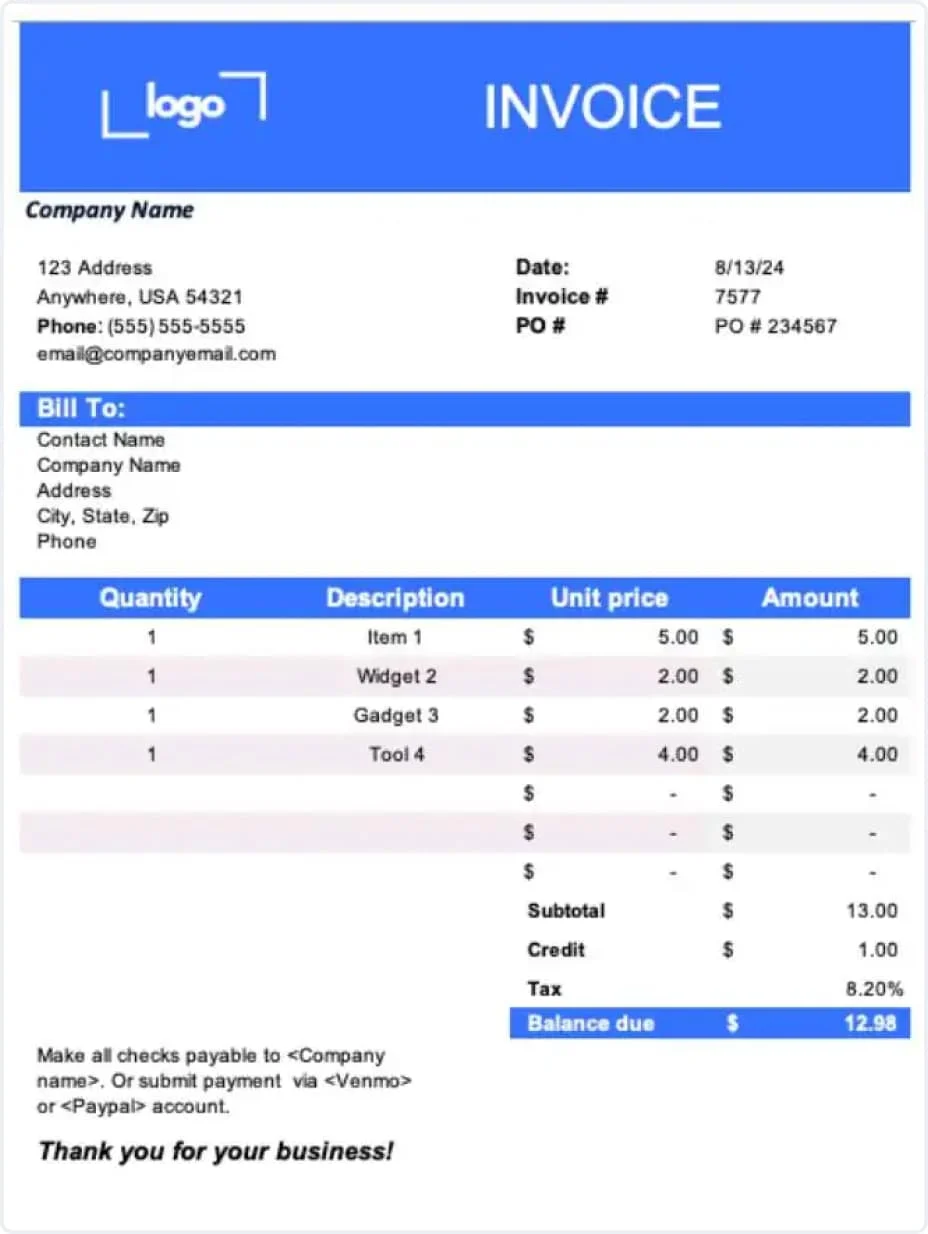 logo
INVOICE
Company Name
123 Address
Anywhere, USA 54321
Phone: (555) 555-5555
email@companyemail.com
Date: 8/13/24
Invoice # 7577
PO # PO # 234567
Bill To:
Contact Name
Company Name
Address
City, State, Zip
Phone
Quantity Description Unit price Amount
1 Item 1 $ 5.00 $ 5.00
1 Widget 2 $ 2.00 $ 2.00
1 Gadget 3 $ 2.00 $ 2.00
1 Tool 4 $ 4.00 $ 4.00
$ - $ -
$ - $ -
$ - $ -
Subtotal $ 13.00
Credit $ 1.00
Tax 8.20%
Balance due $ 12.98
Make all checks payable to <Company
name>. Or submit payment via <Venmo>
or <Paypal> account.
Thank you for your business!